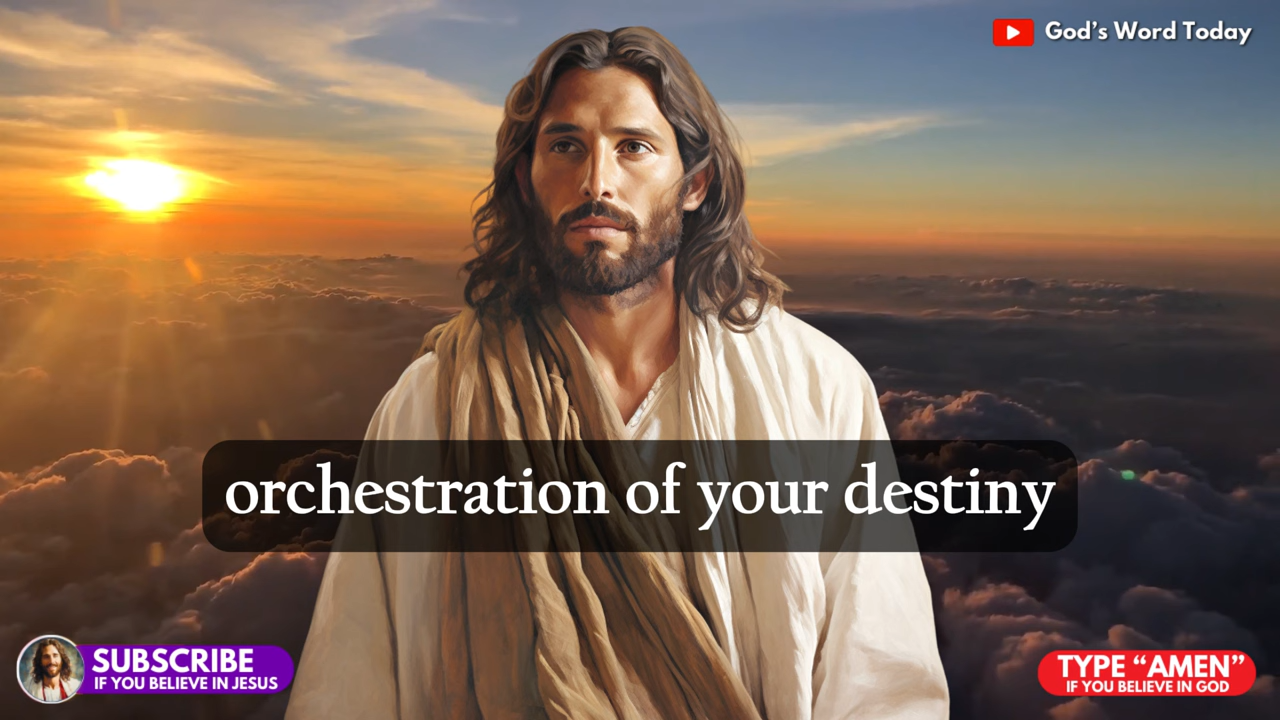 God’s Word Today
orchestration of your destiny
SUBSCRIBE
IF YOU BELIEVE IN JESUS
TYPE “AMEN”
IF YOU BELIEVE IN GOD